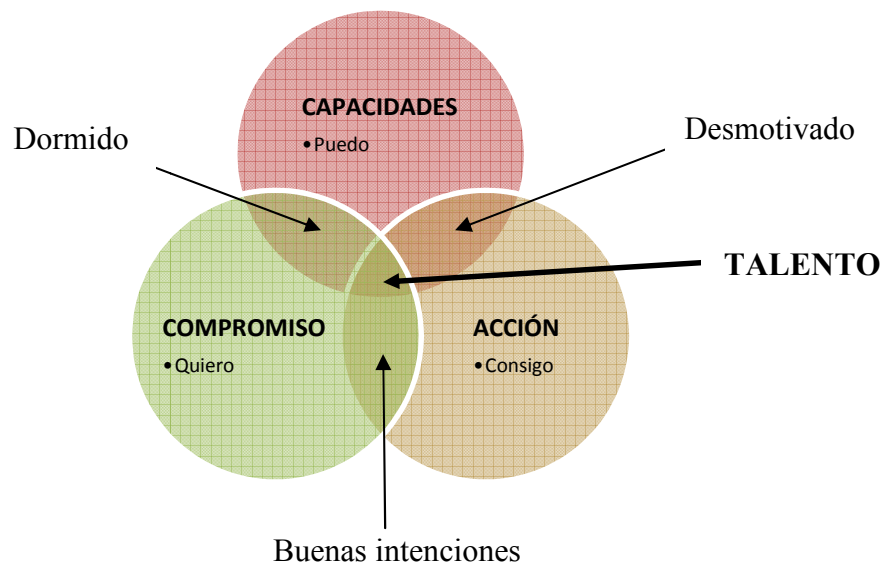 CAPACIDADES
•Puedo
Dormido
Desmotivado
TALENTO
COMPROMISO
•Quiero
ACCIÓN
•Consigo
Buenas intenciones